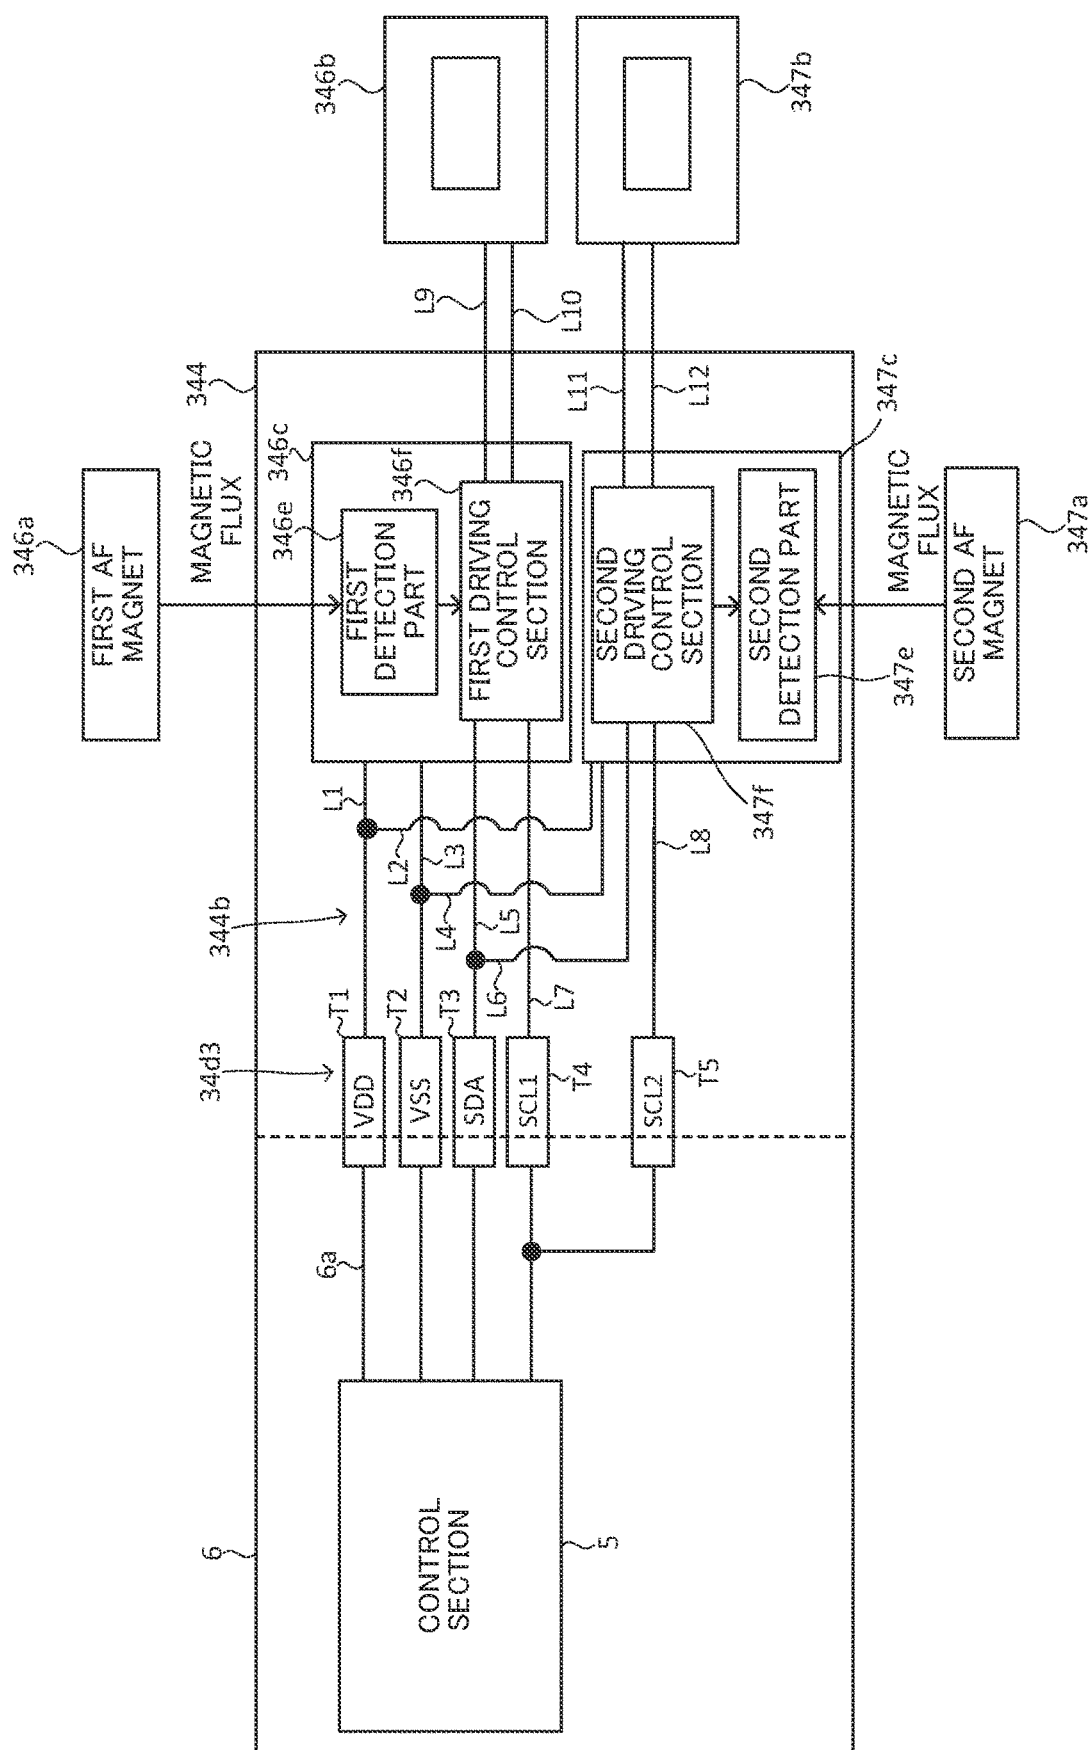 346a
FIRST AF
MAGNET
MAGNETIC
FLUX
344
346c
346e
346f
FIRST
DETECTION
PART
FIRST DRIVING
CONTROL
SECTION
L9
L10
346b
347b
L11
L12
347c
SECOND
DRIVING
CONTROL
SECTION
SECOND
DETECTION PART
347e
347f
MAGNETIC
FLUX
SECOND AF
MAGNET
347a
344b
L1
L2
L3
L4
L5
L6
L7
L8
34d3
T1
T2
T3
T4
T5
VDD
VSS
SDA
SCL1
SCL2
6a
6
CONTROL
SECTION
5